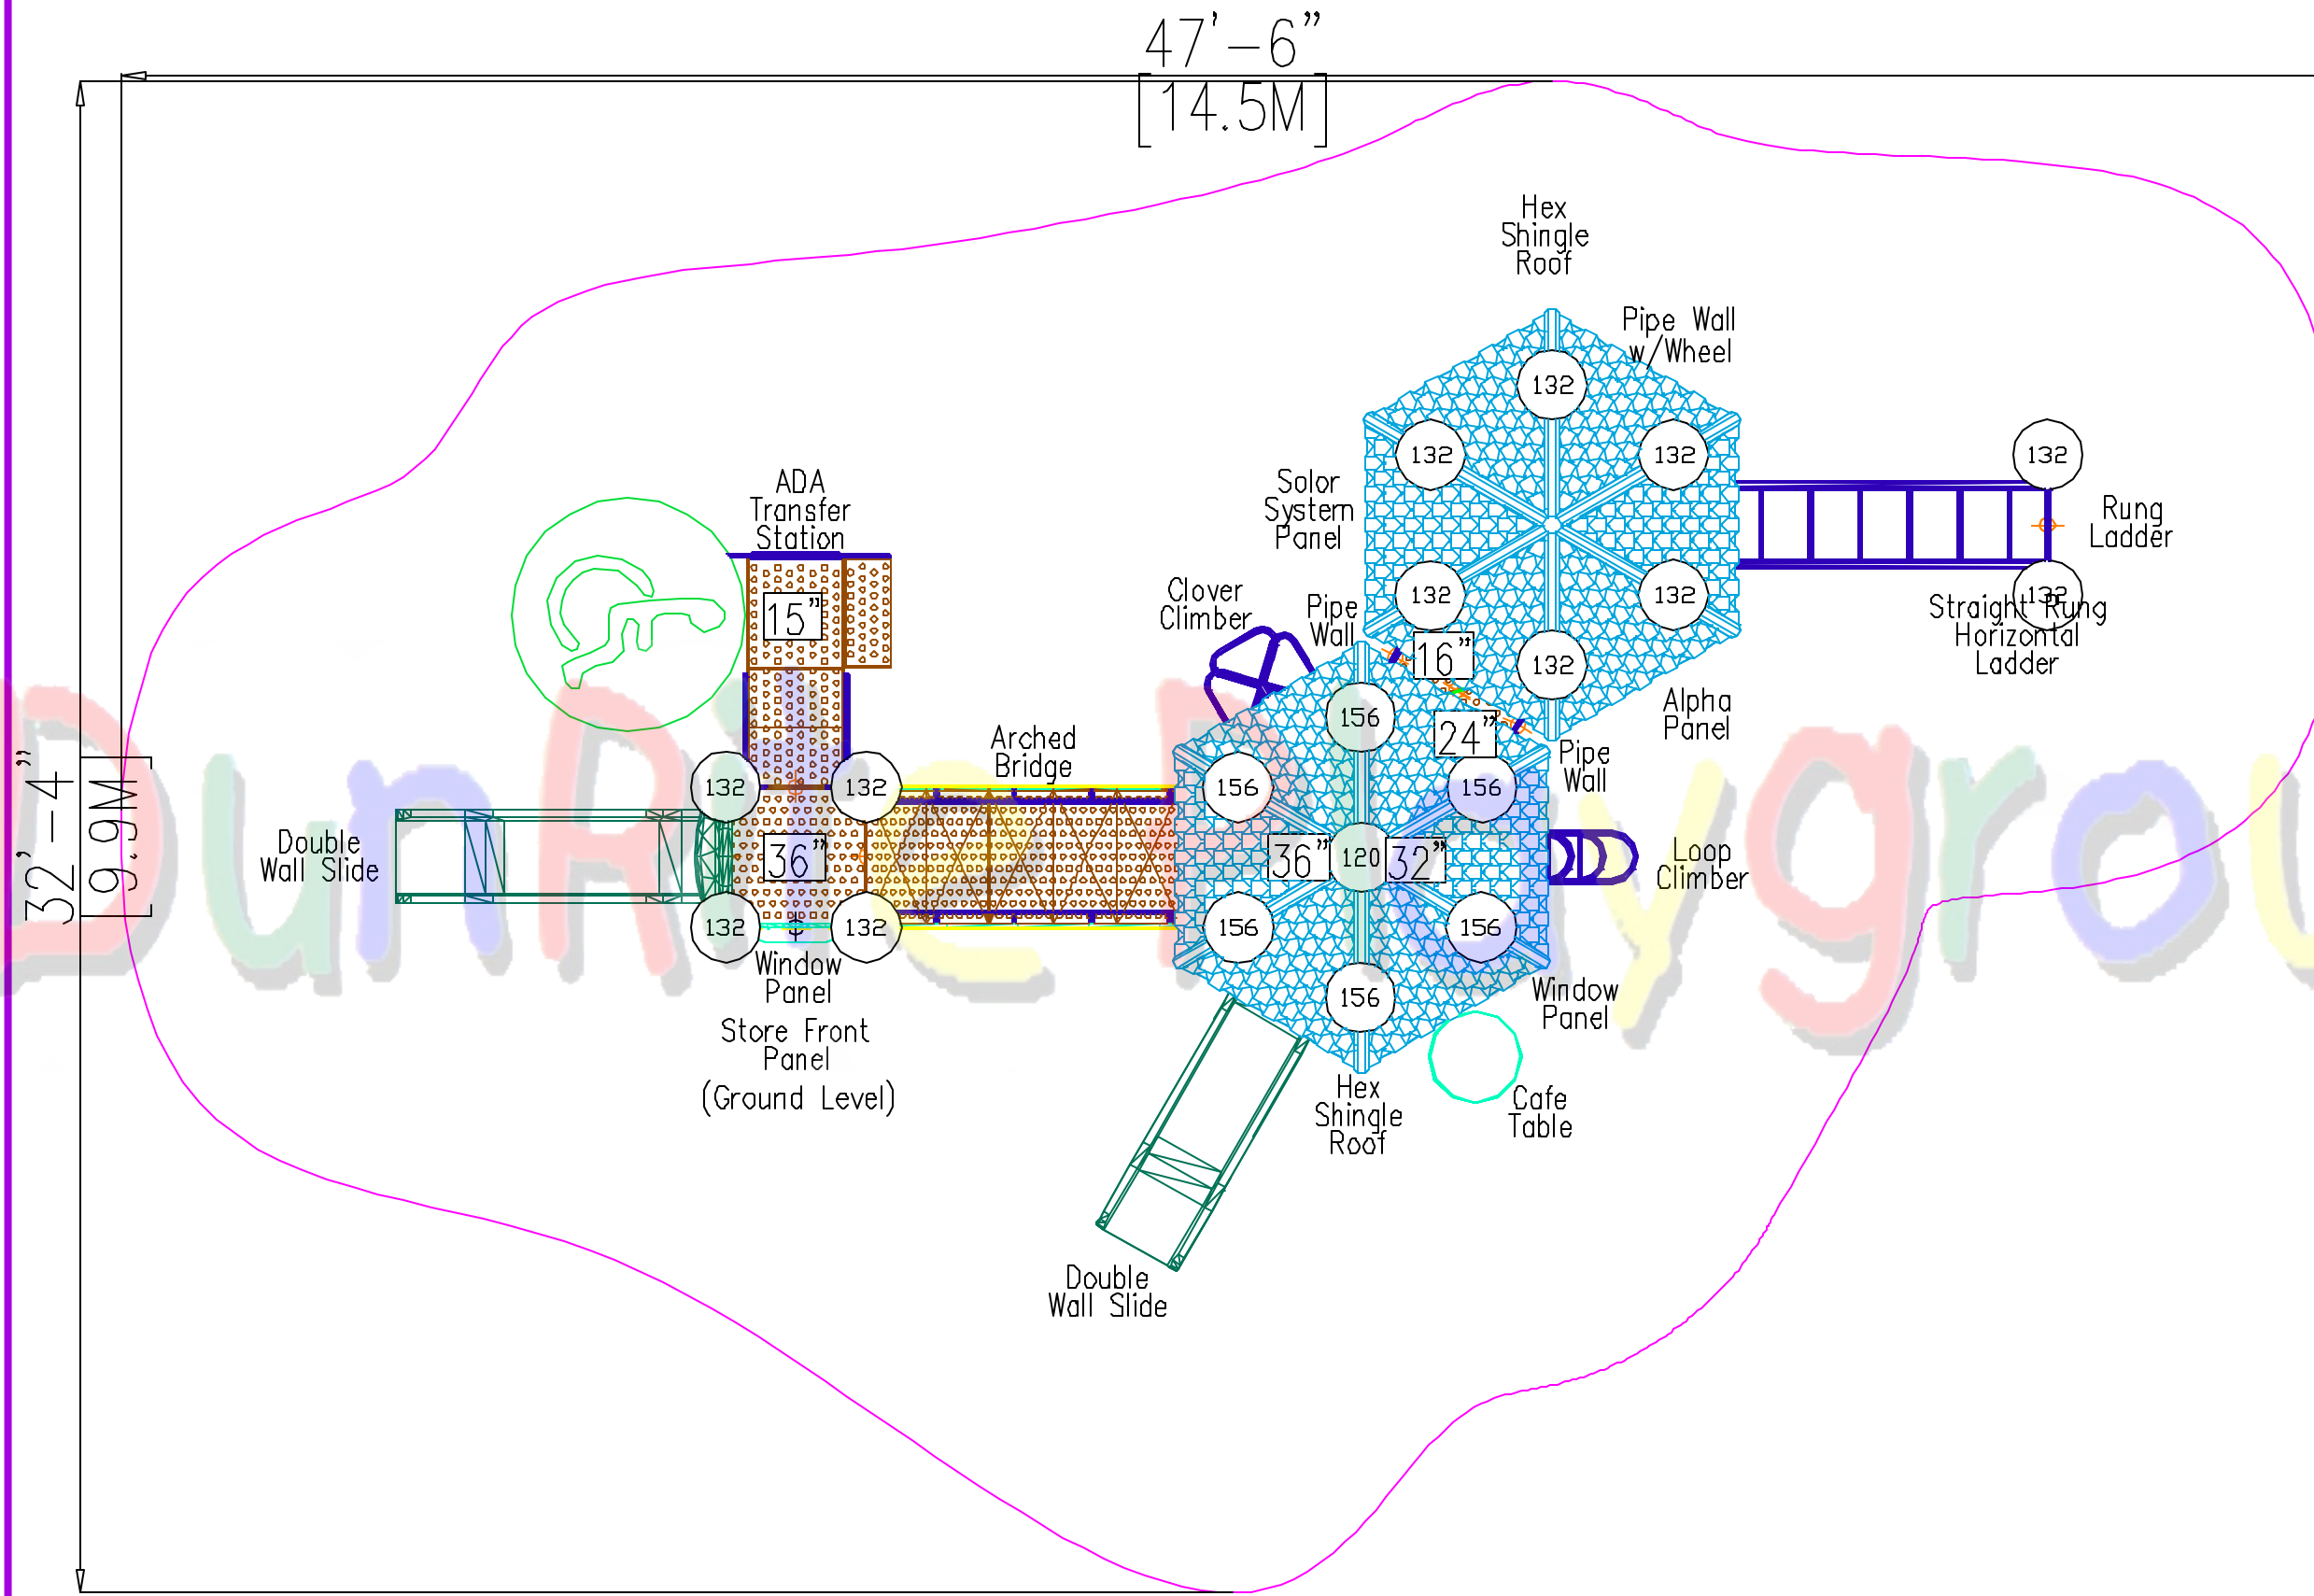 47'-6"
[14.5M]
32'-4"
[9.9M]
Hex
Shingle
Roof
Pipe Wall
w/Wheel
132
132
132
132
Solar
System
Panel
Rung
Ladder
ADA
Transfer
Station
15"
Clover
Climber
Pipe
Wall
132
132
132
Straight Rung
Horizontal
Ladder
16"
132
Alpha
Panel
156
24"
Pipe
Wall
Arched
Bridge
132
132
156
156
Double
Wall Slide
36"
36"
120
32"
Loop
Climber
132
132
156
156
Window
Panel
156
Window
Panel
Store Front
Panel
(Ground Level)
Hex
Shingle
Roof
Cafe
Table
Double
Wall Slide